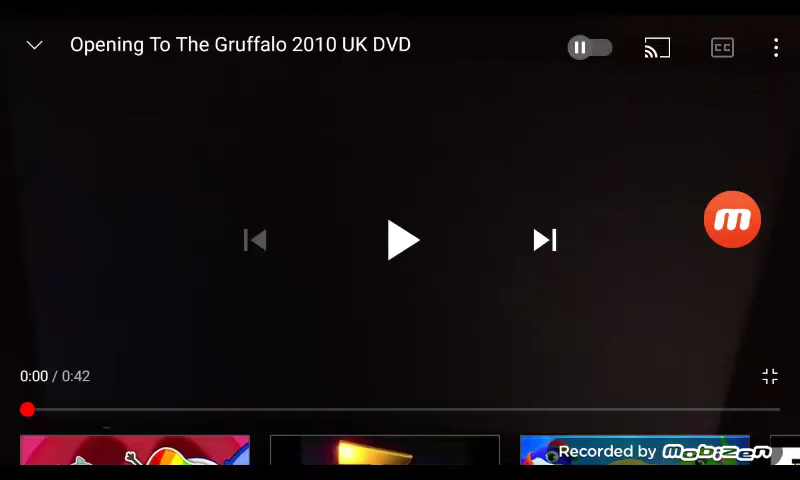 Opening To The Gruffalo 2010 UK DVD
CC
m
0:00 / 0:42
Recorded by mobizen